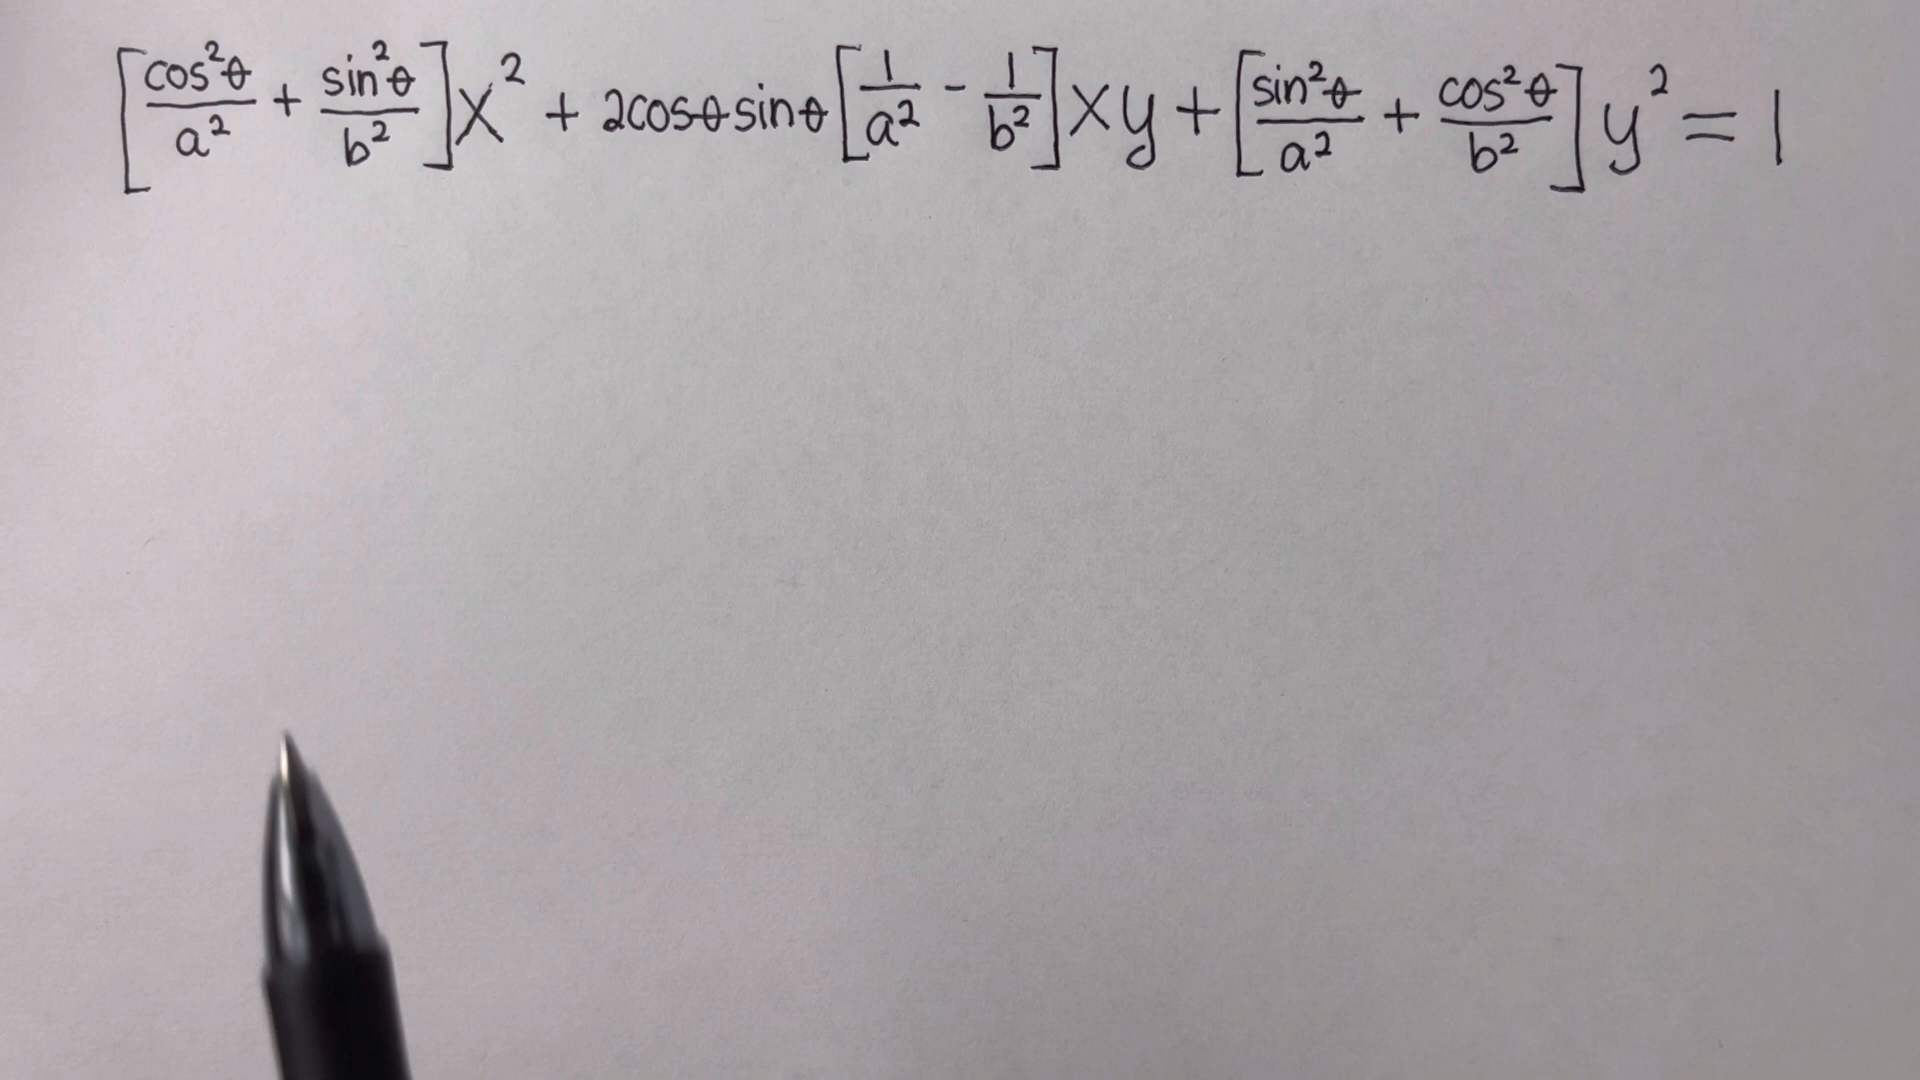 [cos²θ/a² + sin²θ/b²]x² + 2cosθsinθ[1/a² - 1/b²]xy + [sin²θ/a² + cos²θ/b²]y² = 1